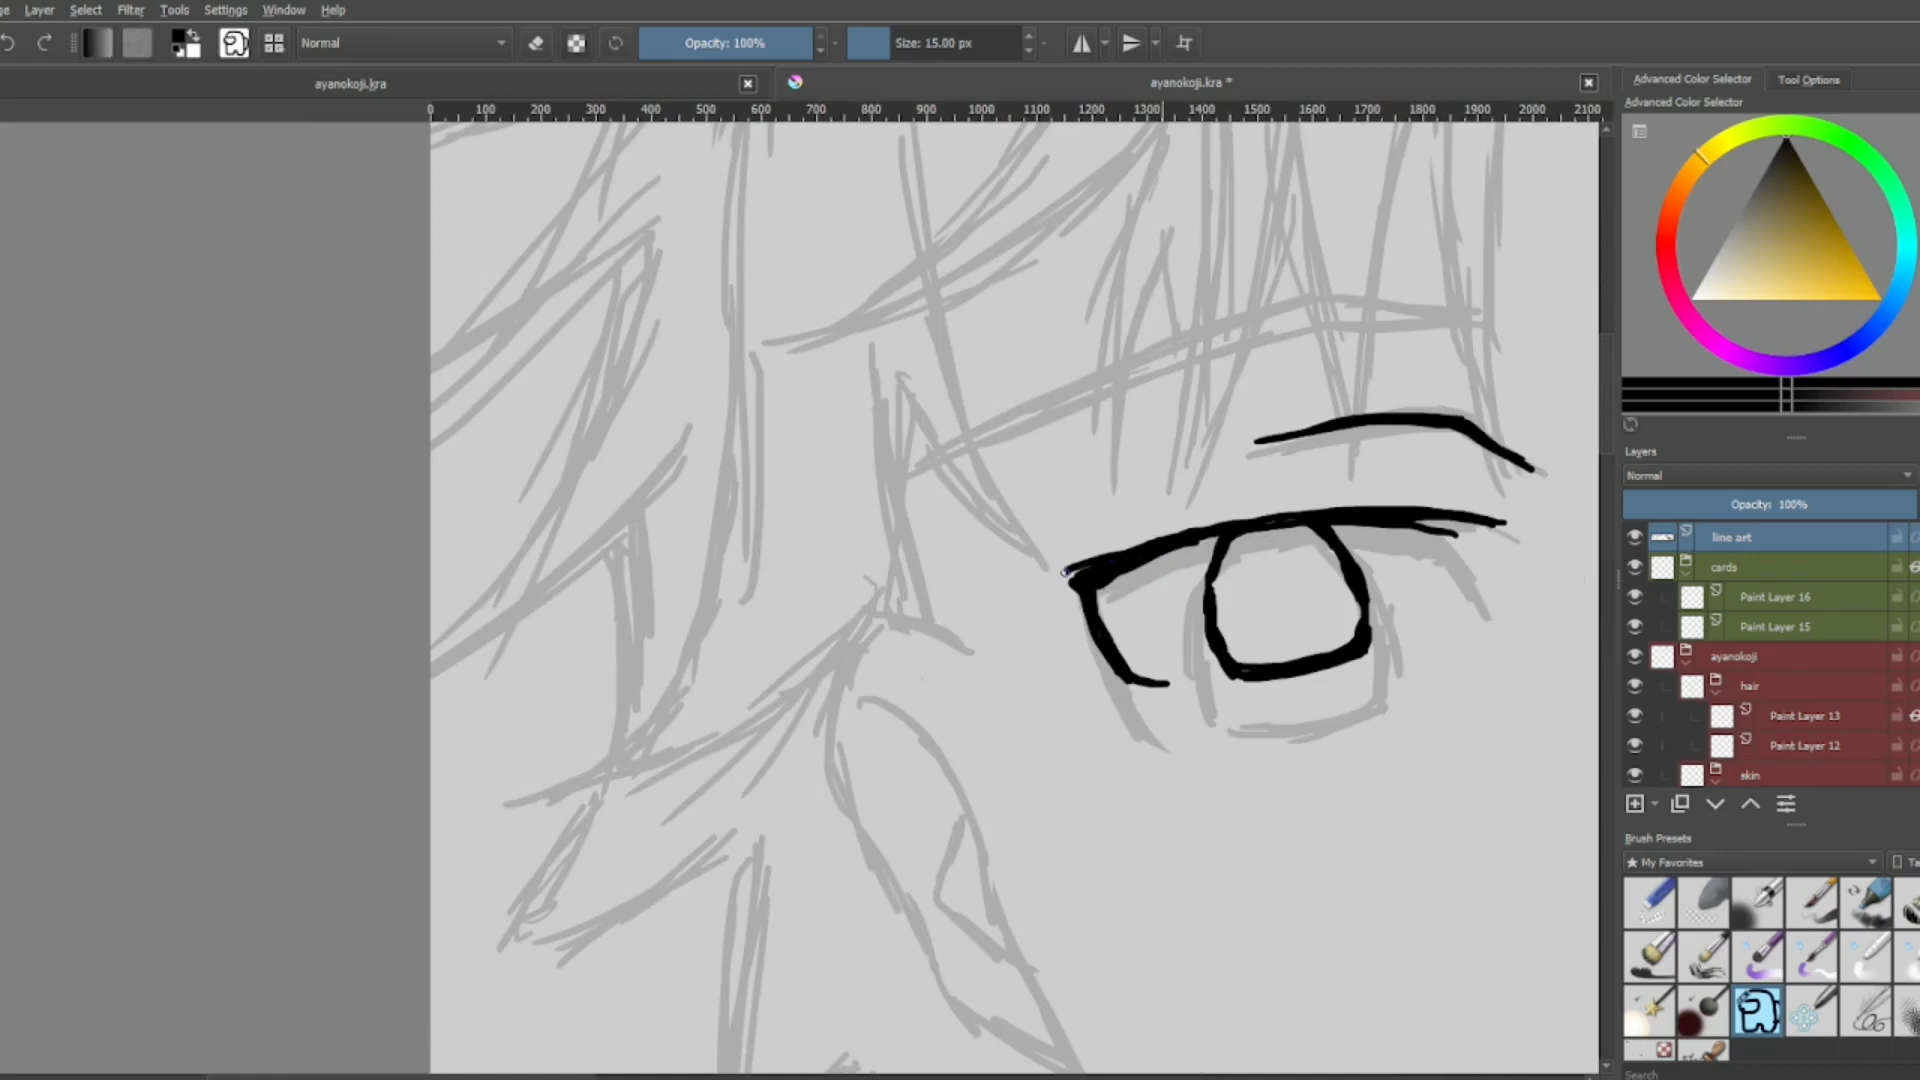 Layer Select Filter Tools Settings Window Help
Normal
Opacity: 100%
Size: 15.00 px
ayanokoji.kra
ayanokoji.kra *
0 100 200 300 400 500 600 700 800 900 1000 1100 1200 1300 1400 1500 1600 1700 1800 1900 2000 2100
Advanced Color Selector
Tool Options
Advanced Color Selector
Layers
Normal
Opacity: 100%
line art
cards
Paint Layer 16
Paint Layer 15
ayanokoji
hair
Paint Layer 13
Paint Layer 12
skin
Brush Presets
★ My Favorites
Search